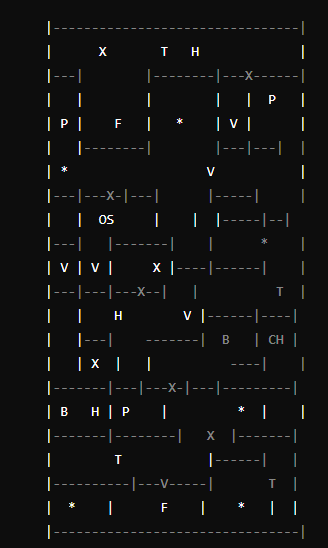 |--------------------------------|
|      X       T   H             |
|---|        |--------|---X------|
|   |        |        |   |  P   |
| P |    F   |   *    | V |      |
|   |--------|        |---|---|  |
| *                  V           |
|---|---X-|---|      |-----|     |
|   |  OS     |    |  |-----|--| 
|---|   |-------|    |      *    |
| V | V |     X |----|------|    |
|---|---|---X--|   |          T  |
|   |    H        V |------|----|
|   |---|    -------|  B   | CH |
|   | X  |   |          ----|    |
|-------|---|---X-|---|---------|
| B   H | P    |         *  |    |
|-------|--------|   X  |-------|
|        T           |------|   |
|----------|---V-----|       T  |
|  *    |      F    |    *   |  |
|--------------------------------|